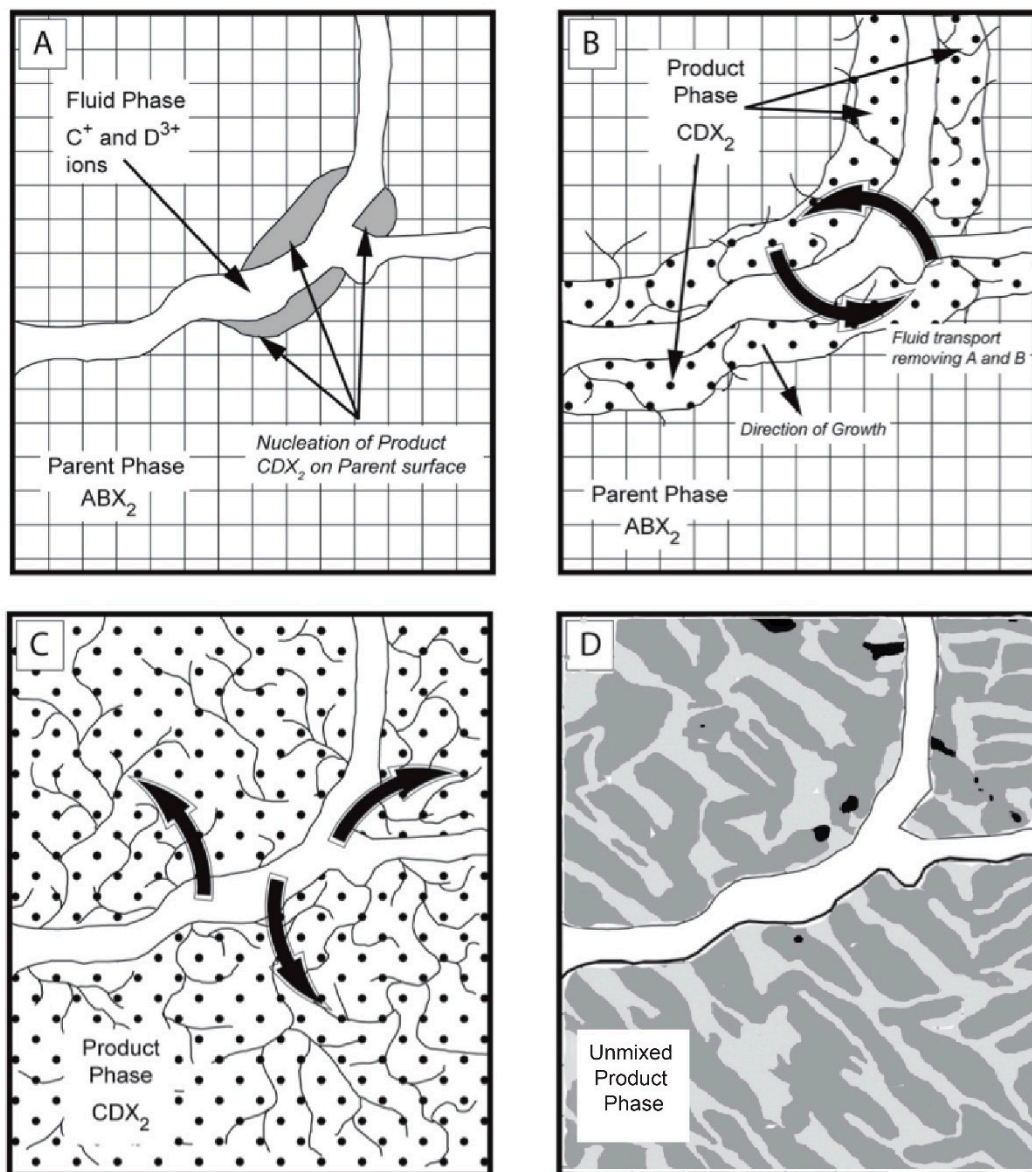 A
Fluid Phase
C⁺ and D³⁺
ions
Nucleation of Product
CDX₂ on Parent surface
Parent Phase
ABX₂
B
Product
Phase
CDX₂
Fluid transport
removing A and B
Direction of Growth
Parent Phase
ABX₂
C
Product
Phase
CDX₂
D
Unmixed
Product
Phase